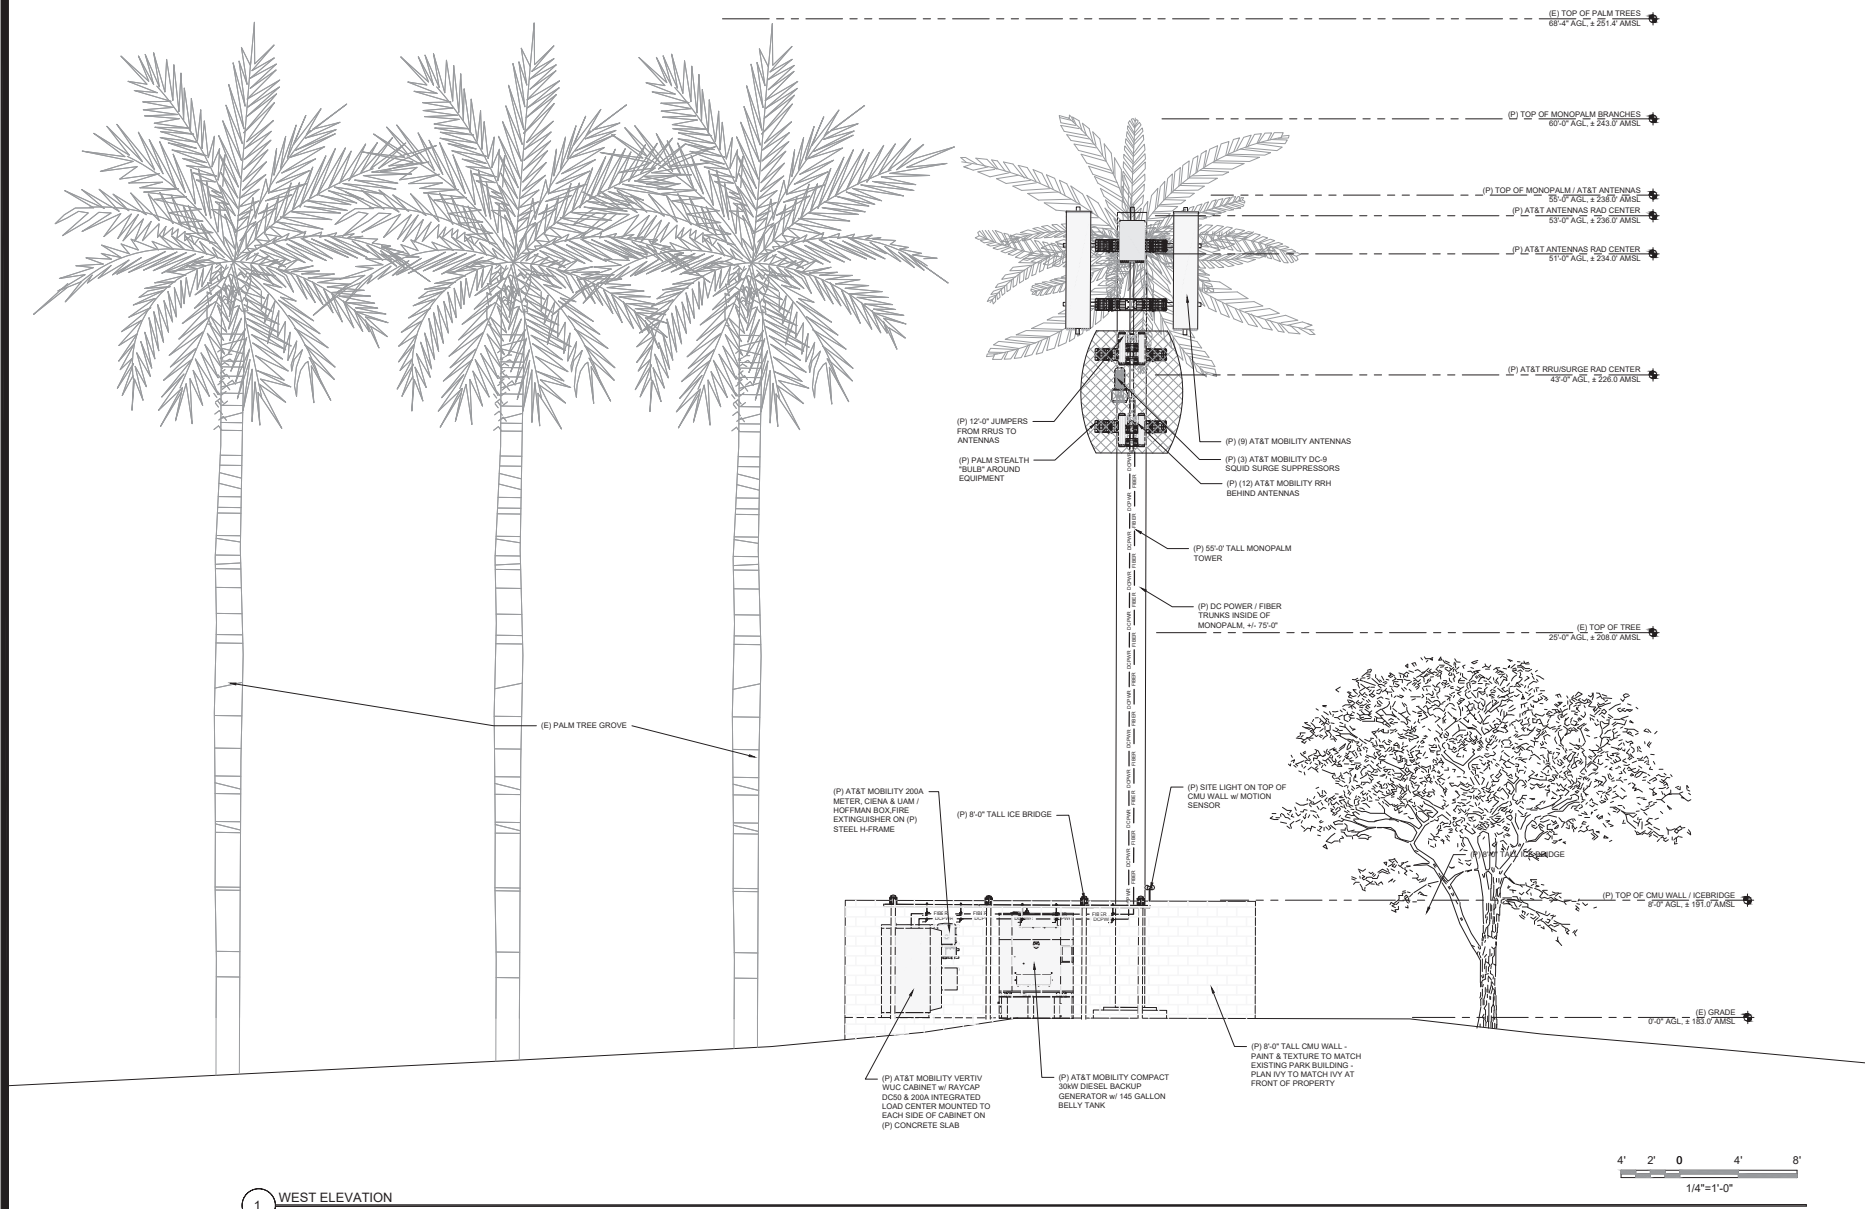 (E) TOP OF PALM TREES
68'-4" AGL, ± 251.4' AMSL
(P) TOP OF MONOPALM BRANCHES
60'-0" AGL, ± 243.0' AMSL
(P) TOP OF MONOPALM / AT&T ANTENNAS
55'-0" AGL, ± 238.0' AMSL
(P) AT&T ANTENNAS RAD CENTER
53'-0" AGL, ± 236.0' AMSL
(P) AT&T ANTENNAS RAD CENTER
51'-0" AGL, ± 234.0' AMSL
(P) AT&T RRU/SURGE RAD CENTER
43'-0" AGL, ± 226.0 AMSL
(P) 12'-0" JUMPERS
FROM RRUS TO
ANTENNAS
(P) PALM STEALTH
"BULB" AROUND
EQUIPMENT
(P) (9) AT&T MOBILITY ANTENNAS
(P) (3) AT&T MOBILITY DC-9
SQUID SURGE SUPPRESSORS
(P) (12) AT&T MOBILITY RRH
BEHIND ANTENNAS
DCPWR
FIBER
(P) 55'-0' TALL MONOPALM
TOWER
(P) DC POWER / FIBER
TRUNKS INSIDE OF
MONOPALM, +/- 75'-0"
(E) TOP OF TREE
25'-0" AGL, ± 208.0' AMSL
(E) PALM TREE GROVE
(P) AT&T MOBILITY 200A
METER, CIENA & UAM /
HOFFMAN BOX,FIRE
EXTINGUISHER ON (P)
STEEL H-FRAME
(P) 8'-0" TALL ICE BRIDGE
(P) SITE LIGHT ON TOP OF
CMU WALL w/ MOTION
SENSOR
(P) 8'-0" TALL ICE BRIDGE
(P) TOP OF CMU WALL / ICEBRIDGE
8'-0" AGL, ± 191.0' AMSL
FIBER
DCPWR
FIBER
DCPWR
(E) GRADE
0'-0" AGL, ± 183.0' AMSL
(P) AT&T MOBILITY VERTIV
WUC CABINET w/ RAYCAP
DC50 & 200A INTEGRATED
LOAD CENTER MOUNTED TO
EACH SIDE OF CABINET ON
(P) CONCRETE SLAB
(P) AT&T MOBILITY COMPACT
30kW DIESEL BACKUP
GENERATOR w/ 145 GALLON
BELLY TANK
(P) 8'-0" TALL CMU WALL -
PAINT & TEXTURE TO MATCH
EXISTING PARK BUILDING -
PLAN IVY TO MATCH IVY AT
FRONT OF PROPERTY
4' 2' 0 4' 8'
1/4"=1'-0"
1 WEST ELEVATION